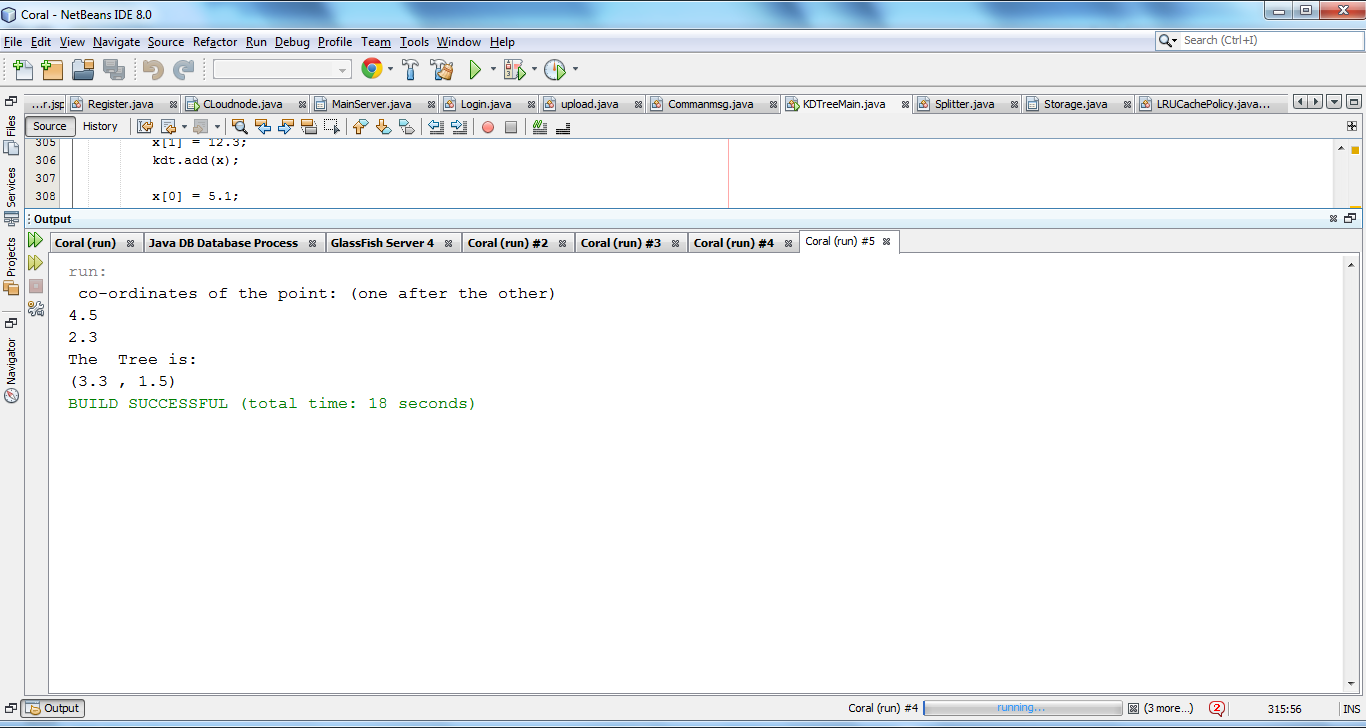 Coral - NetBeans IDE 8.0
File Edit View Navigate Source Refactor Run Debug Profile Team Tools Window Help
Search (Ctrl+I)
...r.jsp Register.java CLoudnode.java MainServer.java Login.java upload.java Commanmsg.java KDTreeMain.java Splitter.java Storage.java LRUCachePolicy.java...
Source History
305 x[1] = 12.3;
306 kdt.add(x);
307
308 x[0] = 5.1;
Files
Services
Projects
Navigator
Output
Coral (run) Java DB Database Process GlassFish Server 4 Coral (run) #2 Coral (run) #3 Coral (run) #4 Coral (run) #5
run:
co-ordinates of the point: (one after the other)
4.5
2.3
The  Tree is:
(3.3 , 1.5)
BUILD SUCCESSFUL (total time: 18 seconds)
Output Coral (run) #4 running... (3 more...) 2 315:56 INS